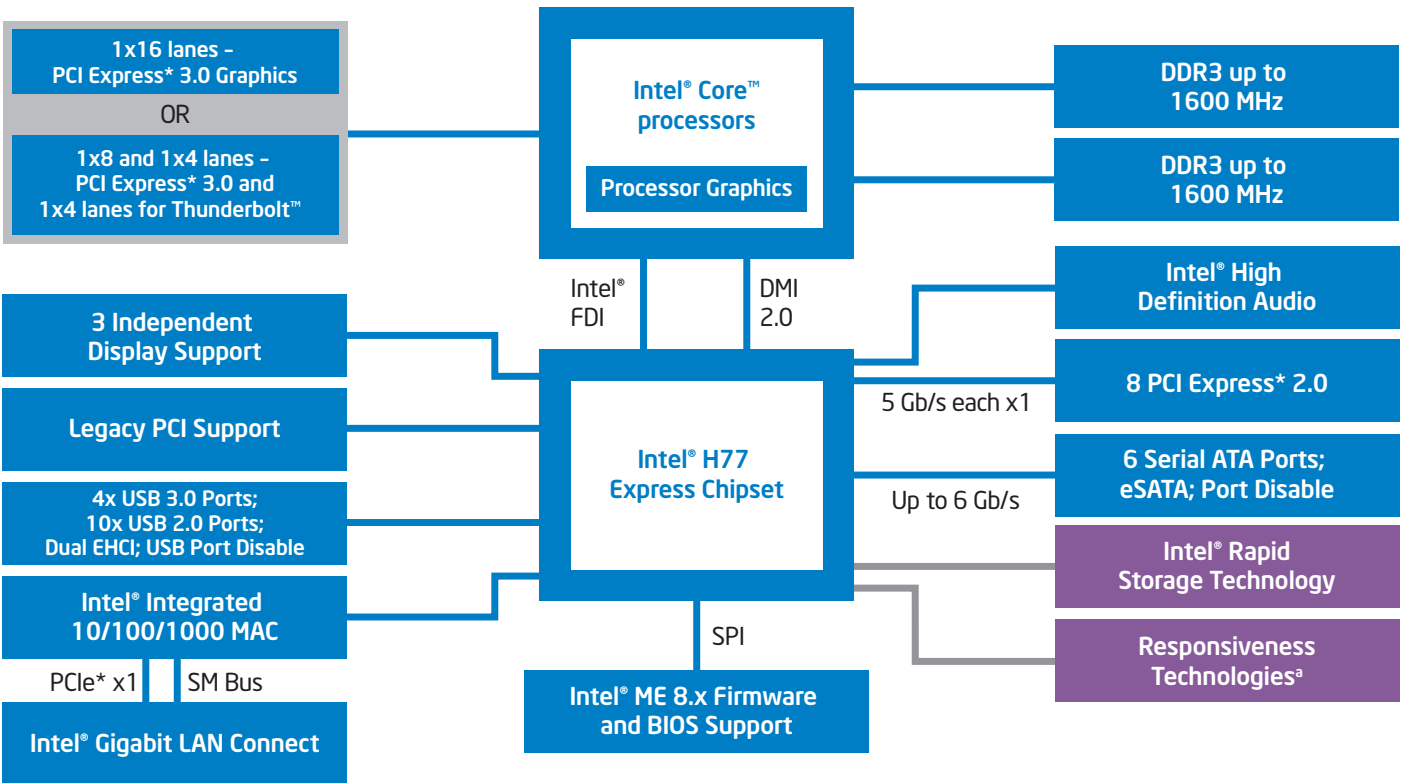 1x16 lanes –
PCI Express* 3.0 Graphics
OR
1x8 and 1x4 lanes –
PCI Express* 3.0 and
1x4 lanes for Thunderbolt™
Intel® Core™
processors
Processor Graphics
DDR3 up to
1600 MHz
DDR3 up to
1600 MHz
Intel®
FDI
DMI
2.0
3 Independent
Display Support
Legacy PCI Support
4x USB 3.0 Ports;
10x USB 2.0 Ports;
Dual EHCI; USB Port Disable
Intel® Integrated
10/100/1000 MAC
PCIe* x1
SM Bus
Intel® Gigabit LAN Connect
Intel® H77
Express Chipset
SPI
Intel® ME 8.x Firmware
and BIOS Support
Intel® High
Definition Audio
5 Gb/s each x1
8 PCI Express* 2.0
Up to 6 Gb/s
6 Serial ATA Ports;
eSATA; Port Disable
Intel® Rapid
Storage Technology
Responsiveness
Technologiesᵃ